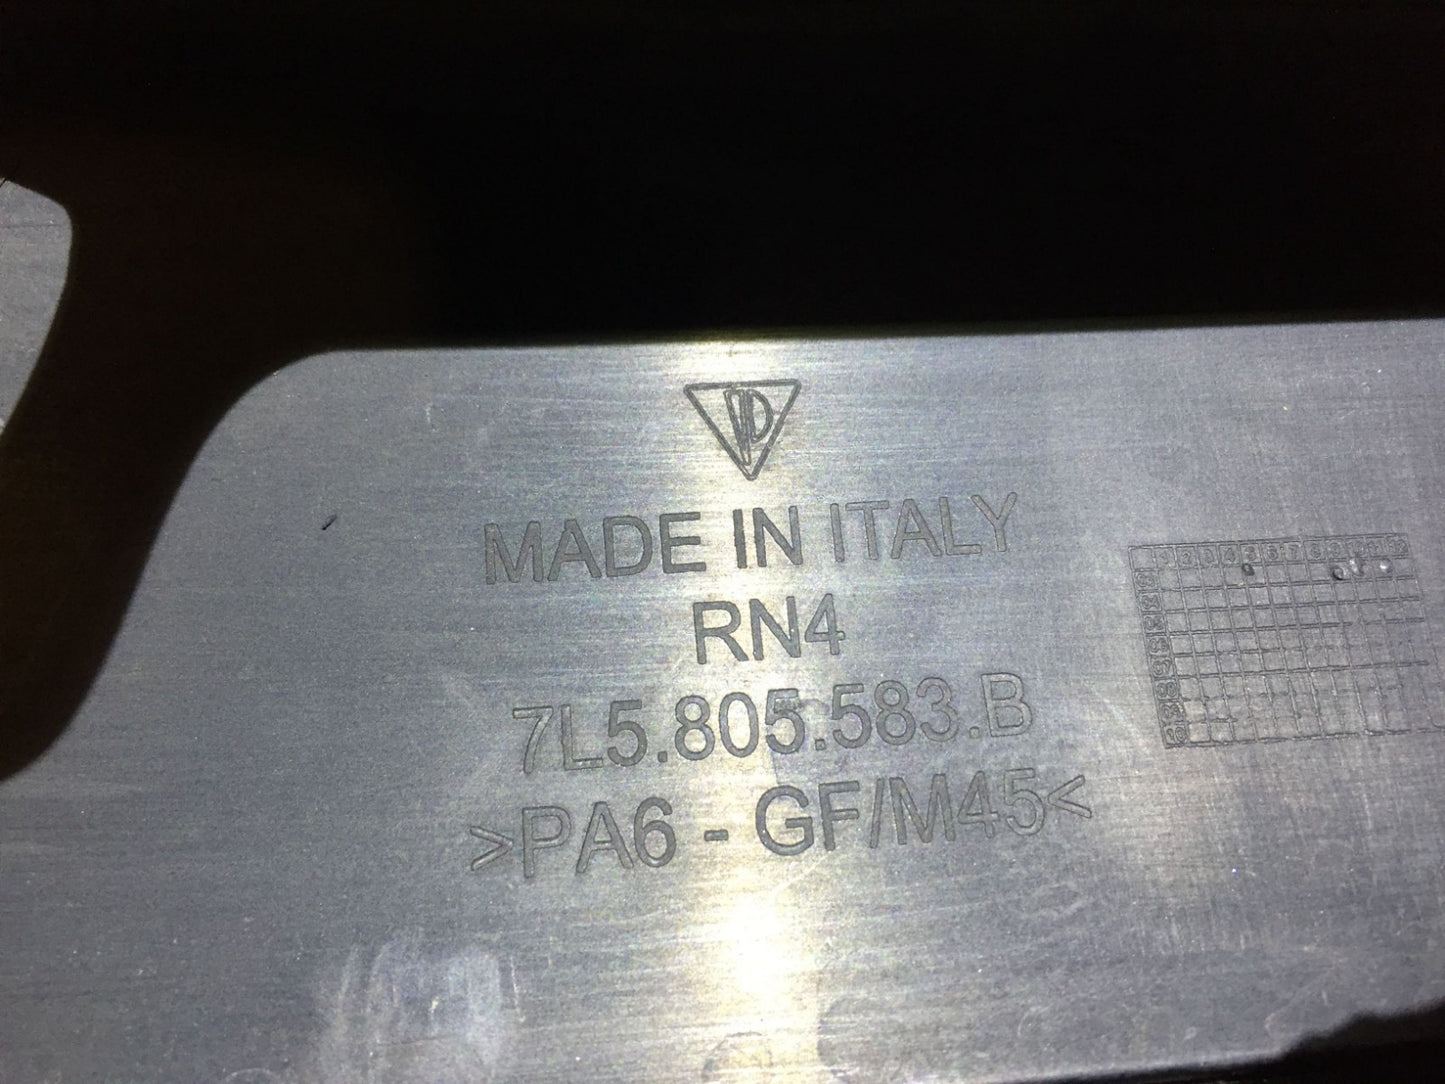 MADE IN ITALY
RN4
7L5.805.583.B
>PA6 - GF/M45<